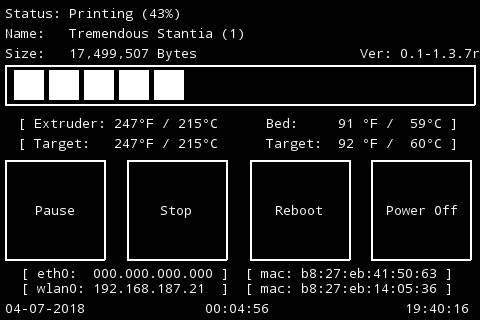 Status: Printing (43%)
Name: Tremendous Stantia (1)
Size: 17,499,507 Bytes Ver: 0.1-1.3.7r
[ Extruder: 247°F / 215°C Bed: 91 °F / 59°C ]
[ Target: 247°F / 215°C Target: 92 °F / 60°C ]
Pause Stop Reboot Power Off
[ eth0: 000.000.000.000 ] [ mac: b8:27:eb:41:50:63 ]
[ wlan0: 192.168.187.21 ] [ mac: b8:27:eb:14:05:36 ]
04-07-2018 00:04:56 19:40:16